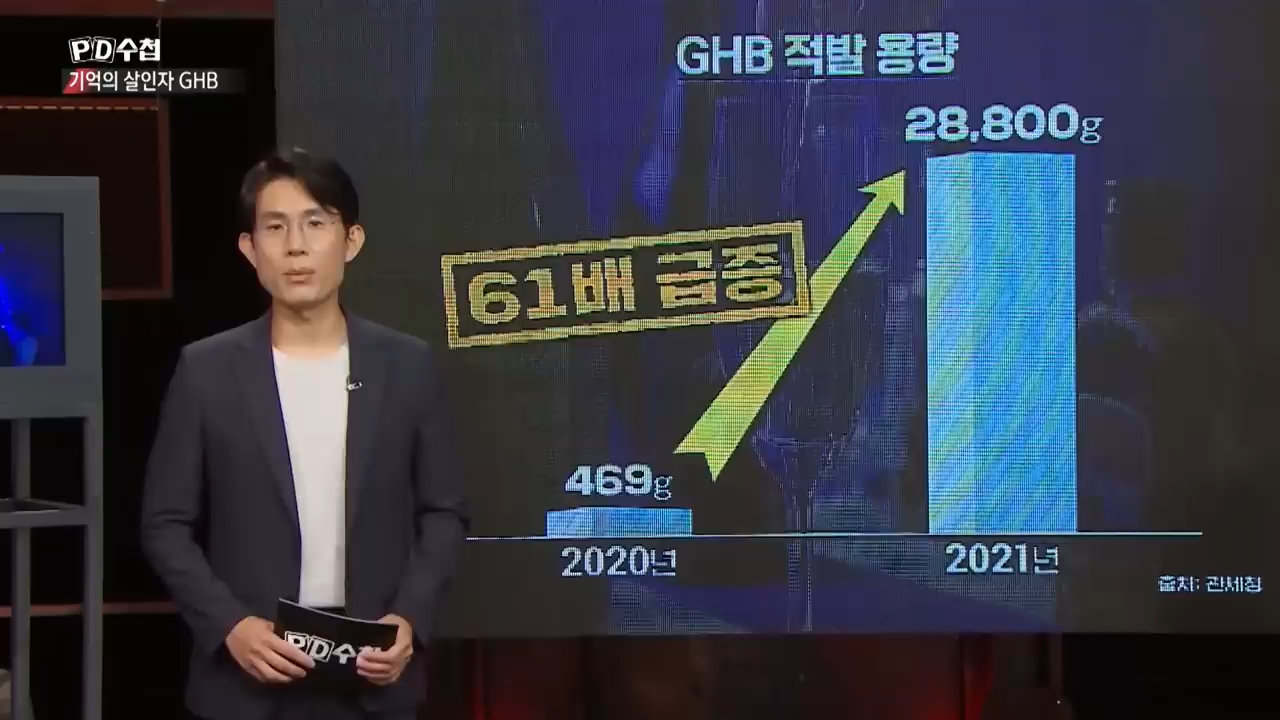 PD수첩
기억의 살인자 GHB
GHB 적발 용량
28,800g
61배 급증
469g
2020년
2021년
출처: 관세청
PD수첩